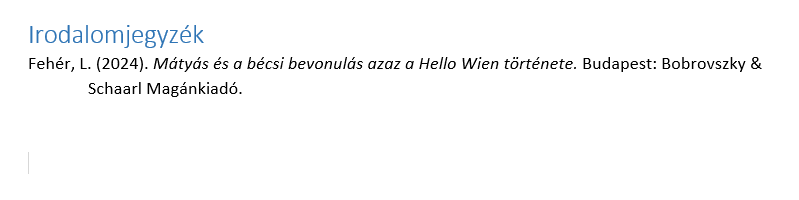 Irodalomjegyzék
Fehér, L. (2024). Mátyás és a bécsi bevonulás azaz a Hello Wien története. Budapest: Bobrovszky &
Schaarl Magánkiadó.